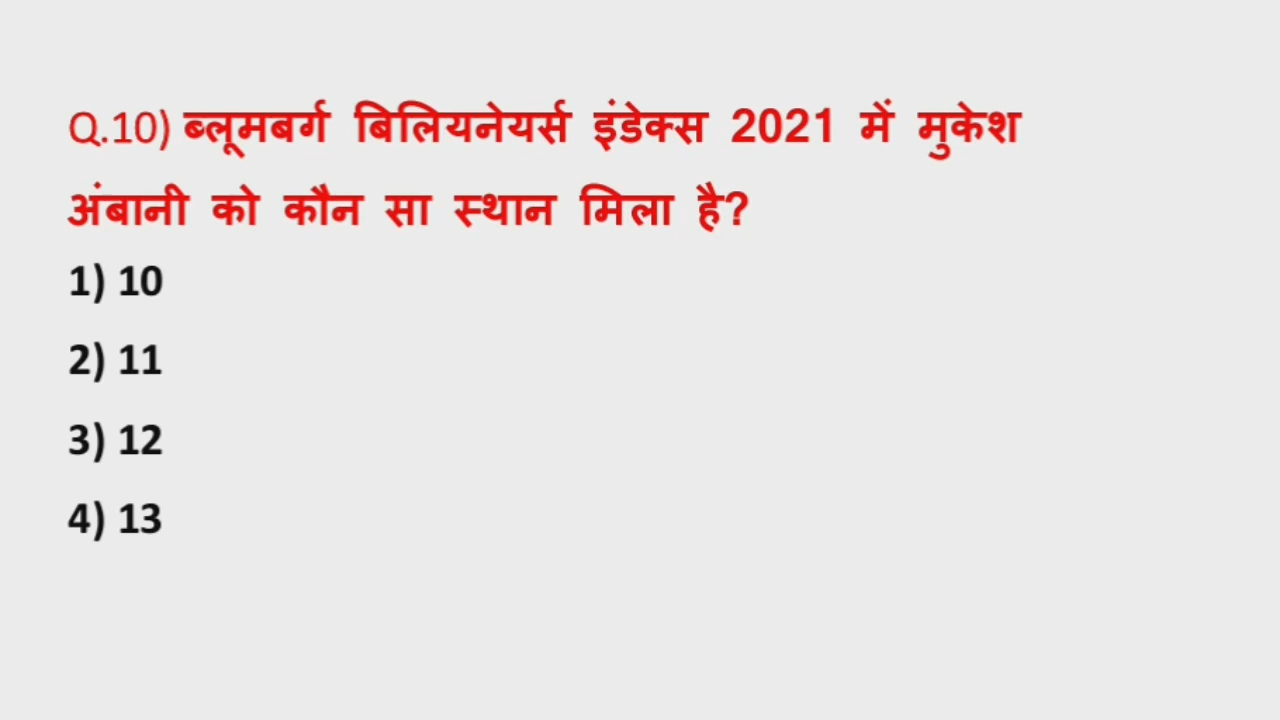 Q.10) ब्लूमबर्ग बिलियनेयर्स इंडेक्स 2021 में मुकेश
अंबानी को कौन सा स्थान मिला है?
1) 10
2) 11
3) 12
4) 13